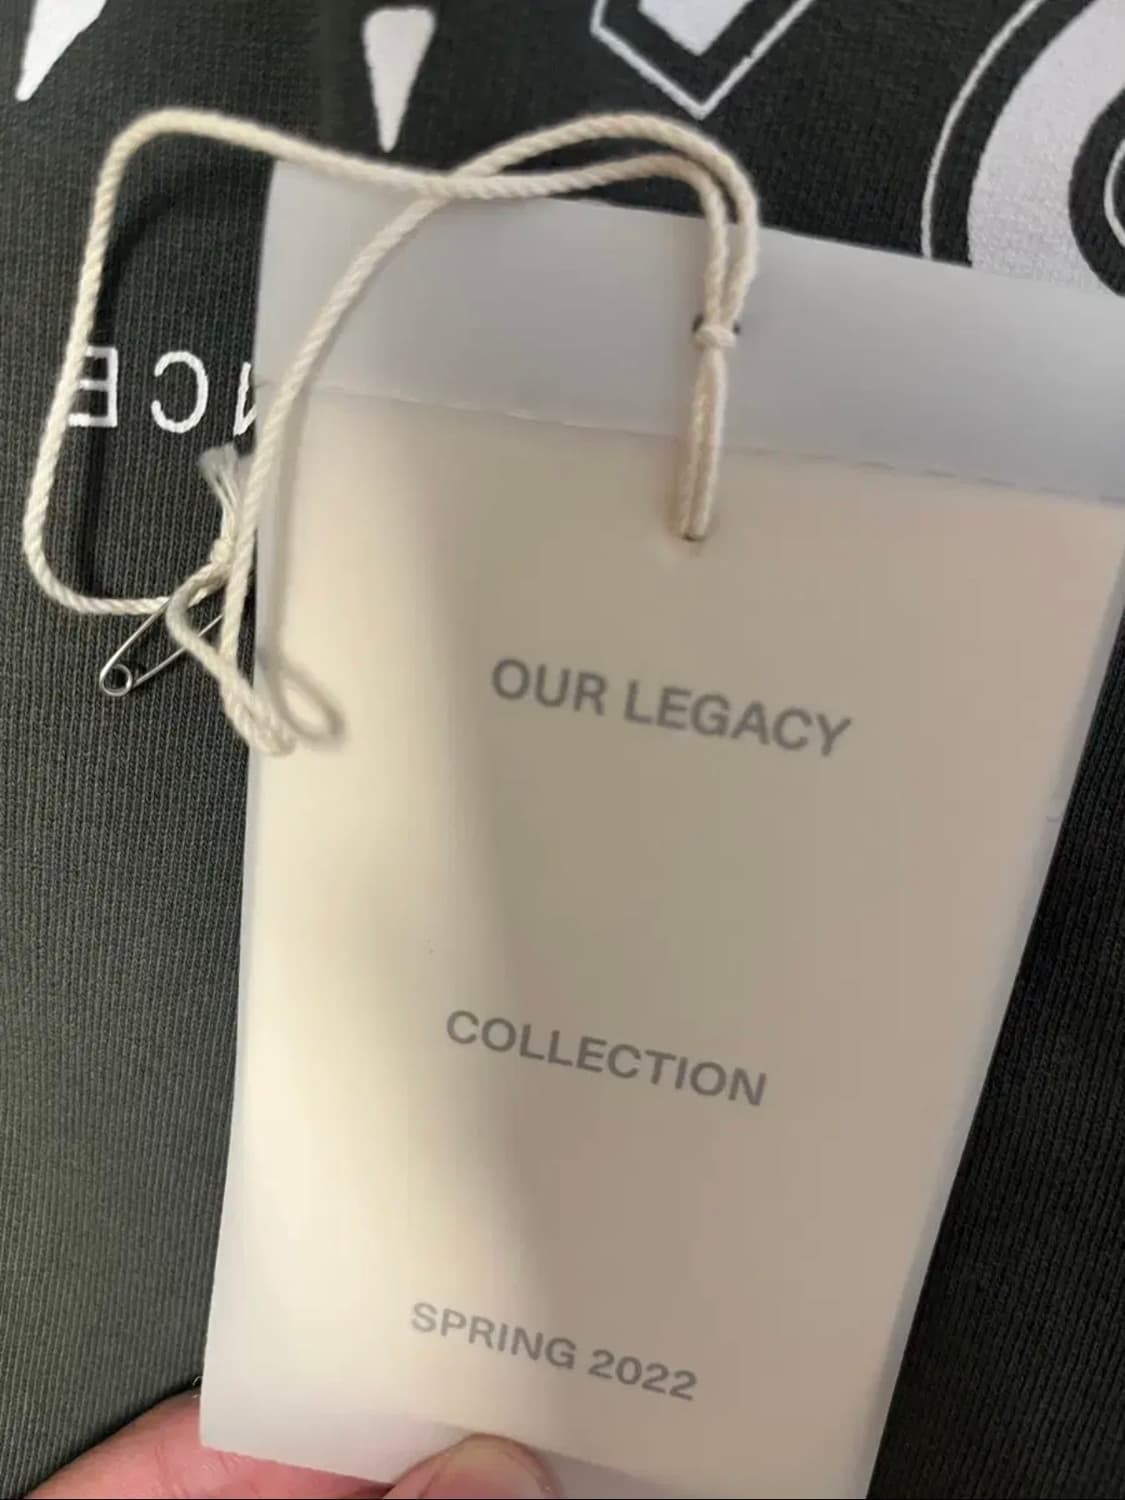 OUR LEGACY
COLLECTION
SPRING 2022